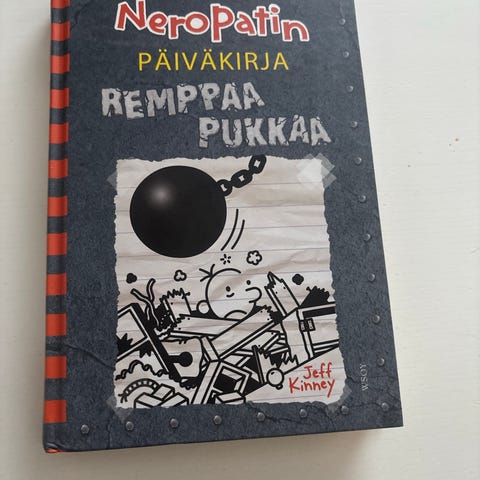 NeroPatin
PÄIVÄKIRJA
REMPPAA
PUKKAA
Jeff
Kinney
WSOY